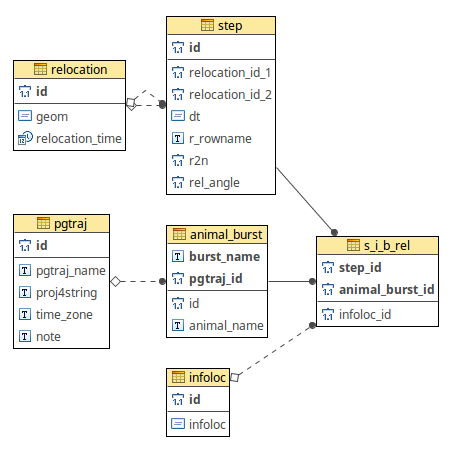 step
id
relocation_id_1
relocation_id_2
dt
r_rowname
r2n
rel_angle
relocation
id
geom
relocation_time
pgtraj
id
pgtraj_name
proj4string
time_zone
note
animal_burst
burst_name
pgtraj_id
id
animal_name
s_i_b_rel
step_id
animal_burst_id
infoloc_id
infoloc
id
infoloc